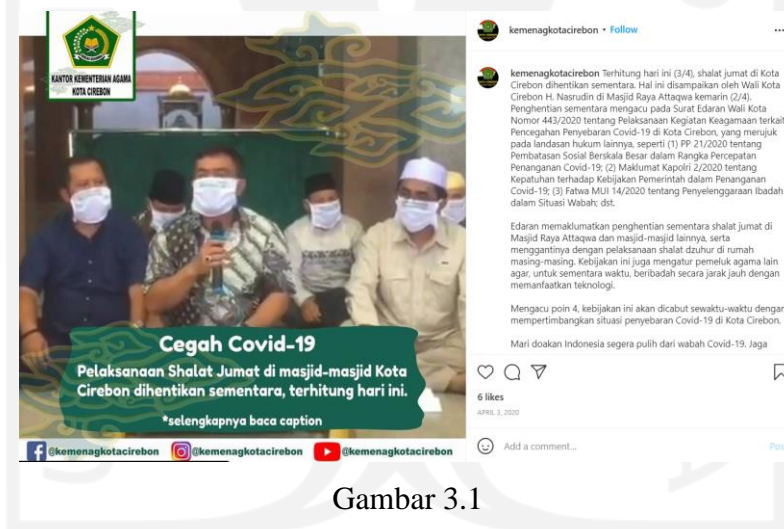 KANTOR KEMENTERIAN AGAMA
KOTA CIREBON
Cegah Covid-19
Pelaksanaan Shalat Jumat di masjid-masjid Kota
Cirebon dihentikan sementara, terhitung hari ini.
*selengkapnya baca caption
@kemenagkotacirebon @kemenagkotacirebon @kemenagkotacirebon
kemenagkotacirebon • Follow
kemenagkotacirebon Terhitung hari ini (3/4), shalat jumat di Kota
Cirebon dihentikan sementara. Hal ini disampaikan oleh Wali Kota
Cirebon H. Nasrudin di Masjid Raya Attaqwa kemarin (2/4).
Penghentian sementara mengacu pada Surat Edaran Wali Kota
Nomor 443/2020 tentang Pelaksanaan Kegiatan Keagamaan terkait
Pencegahan Penyebaran Covid-19 di Kota Cirebon, yang merujuk
pada landasan hukum lainnya, seperti (1) PP 21/2020 tentang
Pembatasan Sosial Berskala Besar dalam Rangka Percepatan
Penanganan Covid-19; (2) Maklumat Kapolri 2/2020 tentang
Kepatuhan terhadap Kebijakan Pemerintah dalam Penanganan
Covid-19; (3) Fatwa MUI 14/2020 tentang Penyelenggaraan Ibadah
dalam Situasi Wabah; dst.
Edaran memaklumatkan penghentian sementara shalat jumat di
Masjid Raya Attaqwa dan masjid-masjid lainnya, serta
menggantinya dengan pelaksanaan shalat dzuhur di rumah
masing-masing. Kebijakan ini juga mengatur pemeluk agama lain
agar, untuk sementara waktu, beribadah secara jarak jauh dengan
memanfaatkan teknologi.
Mengacu poin 4, kebijakan ini akan dicabut sewaktu-waktu dengan
mempertimbangkan situasi penyebaran Covid-19 di Kota Cirebon.
Mari doakan Indonesia segera pulih dari wabah Covid-19. Jaga
6 likes
APRIL 3, 2020
Add a comment...
Gambar 3.1